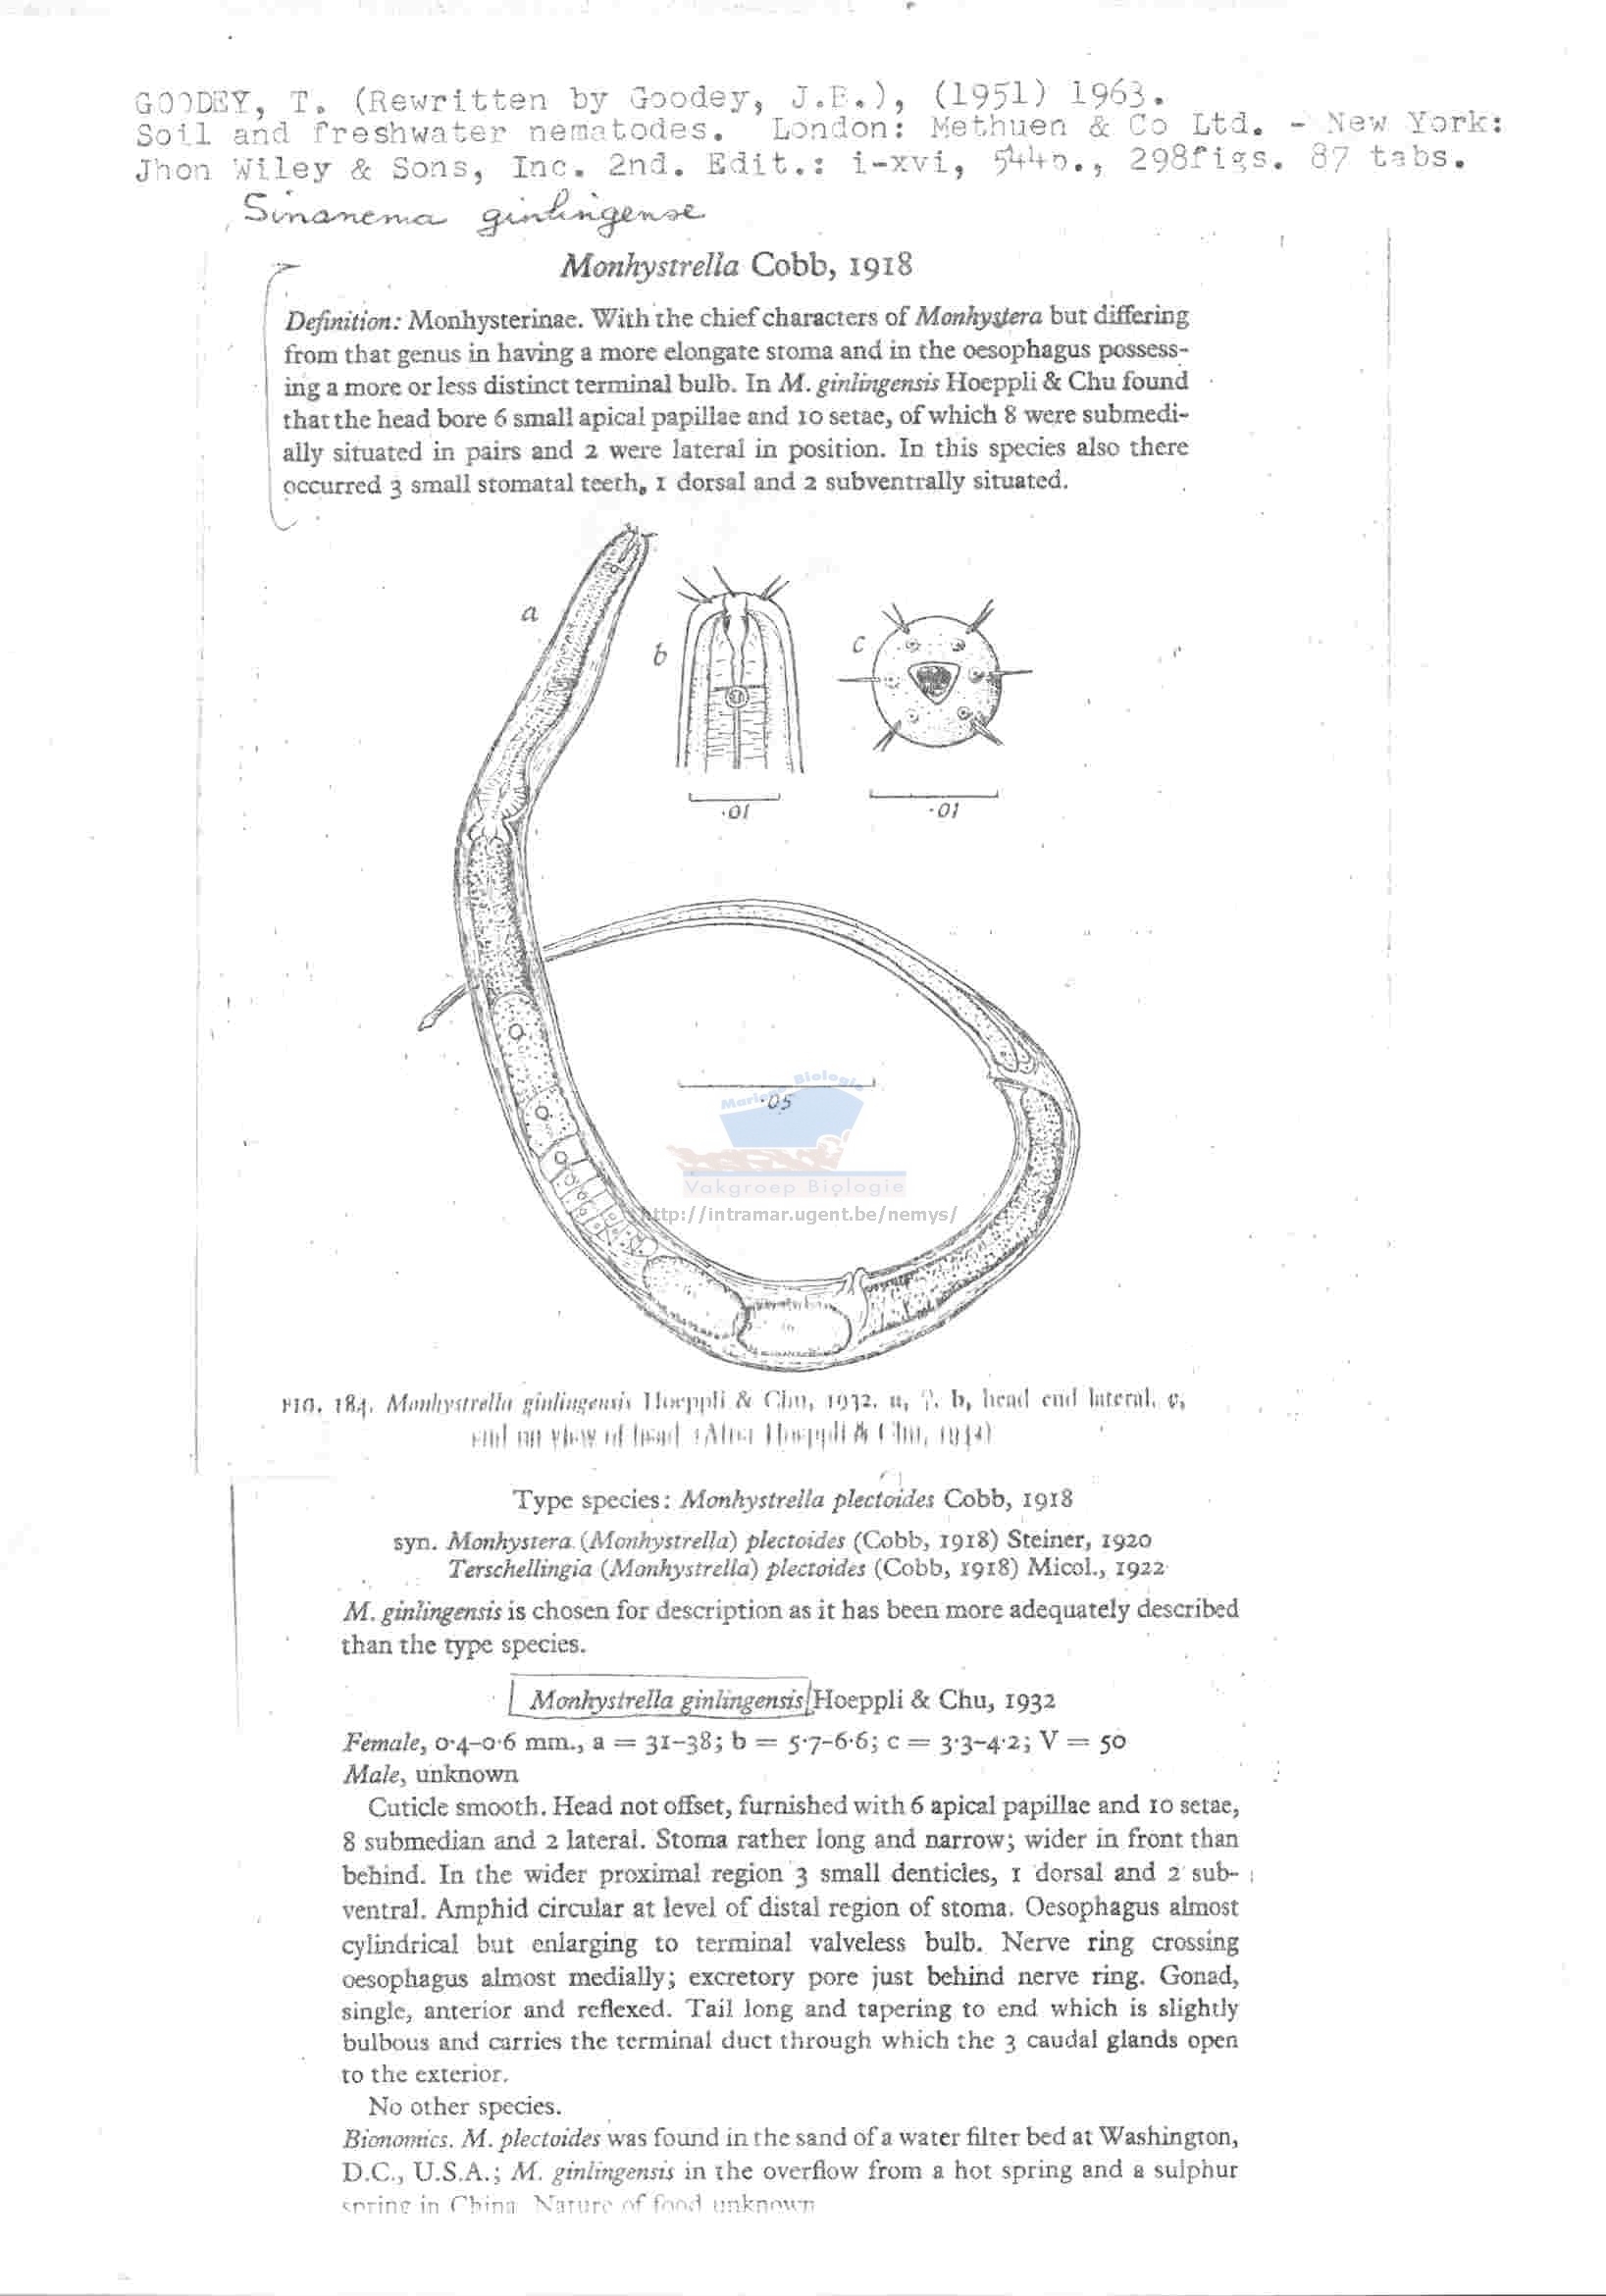 GOODEY, T. (Rewritten by Goodey, J.B.), (1951) 1963.
Soil and freshwater nematodes. London: Methuen & Co Ltd. - New York:
Jhon Wiley & Sons, Inc. 2nd. Edit.: i-xvi, 544p., 298figs. 87 tabs.
Sinanema ginlingense
Monhystrella Cobb, 1918
Definition: Monhysterinae. With the chief characters of Monhystera but differing
from that genus in having a more elongate stoma and in the oesophagus possess-
ing a more or less distinct terminal bulb. In M. ginlingensis Hoeppli & Chu found
that the head bore 6 small apical papillae and 10 setae, of which 8 were submedi-
ally situated in pairs and 2 were lateral in position. In this species also there
occurred 3 small stomatal teeth, 1 dorsal and 2 subventrally situated.
a
b
c
·01
·01
·05
Marine Biologie
Vakgroep Biologie
http://intramar.ugent.be/nemys/
FIG. 184. Monhystrella ginlingensis Hoeppli & Chu, 1932. a, ♀. b, head end lateral. c,
end on view of head (After Hoeppli & Chu,
Type species: Monhystrella plectoides Cobb, 1918
syn. Monhystera (Monhystrella) plectoides (Cobb, 1918) Steiner, 1920
Terschellingia (Monhystrella) plectoides (Cobb, 1918) Micol., 1922
M. ginlingensis is chosen for description as it has been more adequately described
than the type species.
Monhystrella ginlingensis Hoeppli & Chu, 1932
Female, 0·4–0·6 mm., a = 31–38; b = 5·7–6·6; c = 3·3–4·2; V = 50
Male, unknown
Cuticle smooth. Head not offset, furnished with 6 apical papillae and 10 setae,
8 submedian and 2 lateral. Stoma rather long and narrow; wider in front than
behind. In the wider proximal region 3 small denticles, 1 dorsal and 2 sub-
ventral. Amphid circular at level of distal region of stoma. Oesophagus almost
cylindrical but enlarging to terminal valveless bulb. Nerve ring crossing
oesophagus almost medially; excretory pore just behind nerve ring. Gonad,
single, anterior and reflexed. Tail long and tapering to end which is slightly
bulbous and carries the terminal duct through which the 3 caudal glands open
to the exterior.
No other species.
Bionomics. M. plectoides was found in the sand of a water filter bed at Washington,
D.C., U.S.A.; M. ginlingensis in the overflow from a hot spring and a sulphur
spring in China. Nature of food unknown